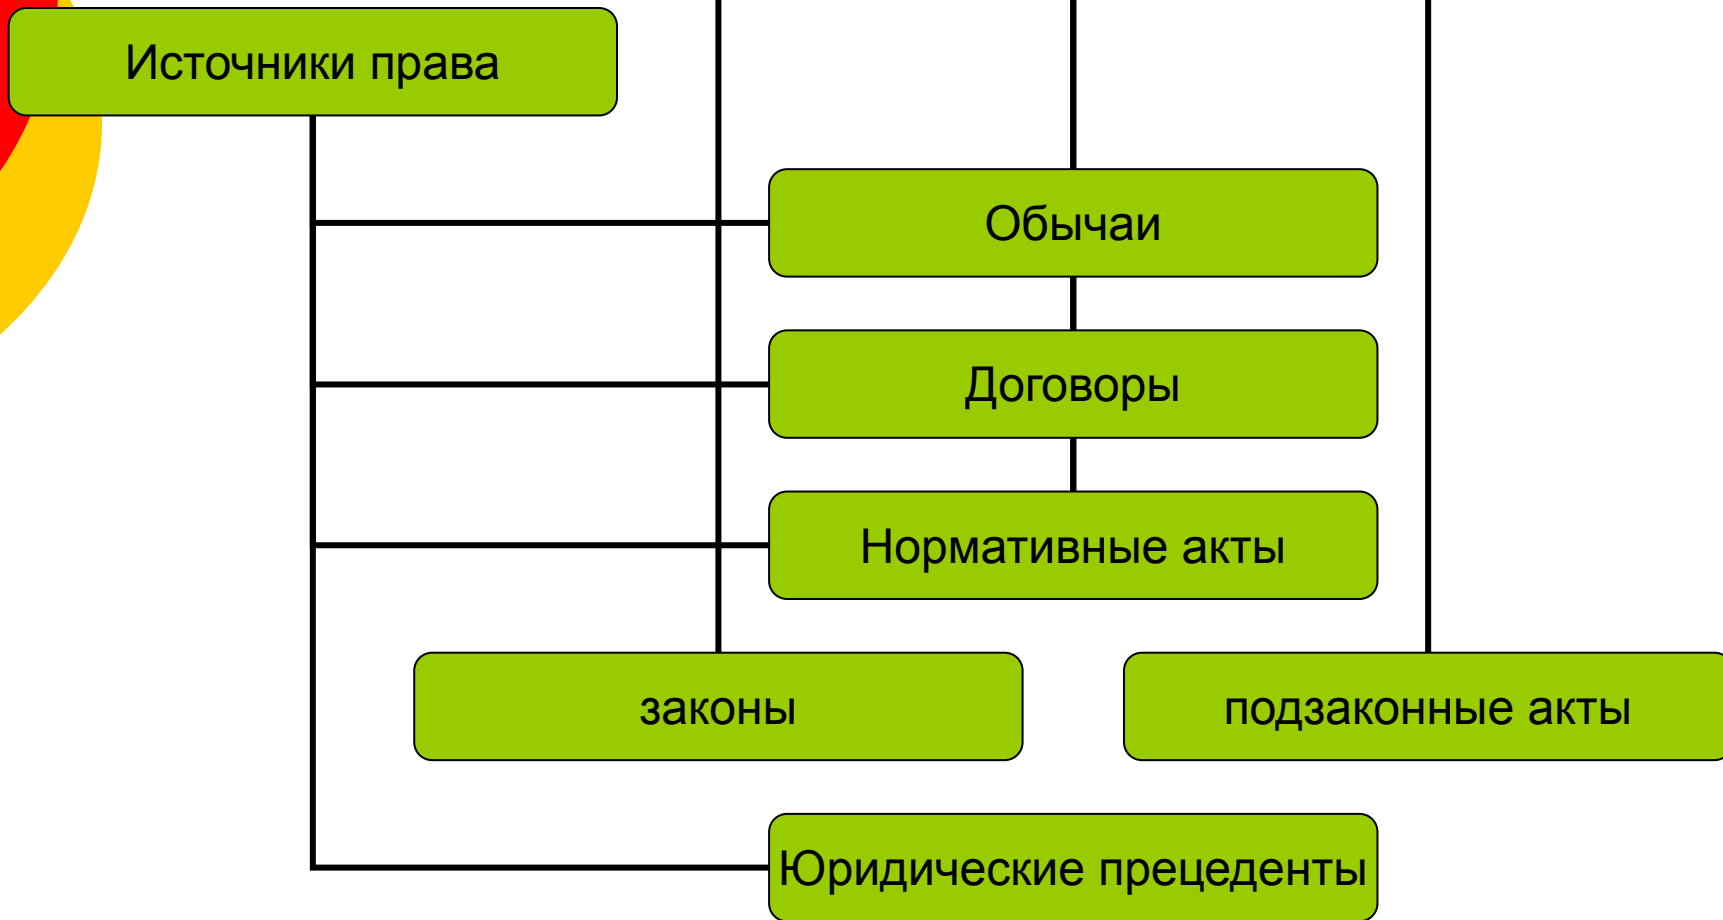 Источники права
Обычаи
Договоры
Нормативные акты
законы
подзаконные акты
Юридические прецеденты